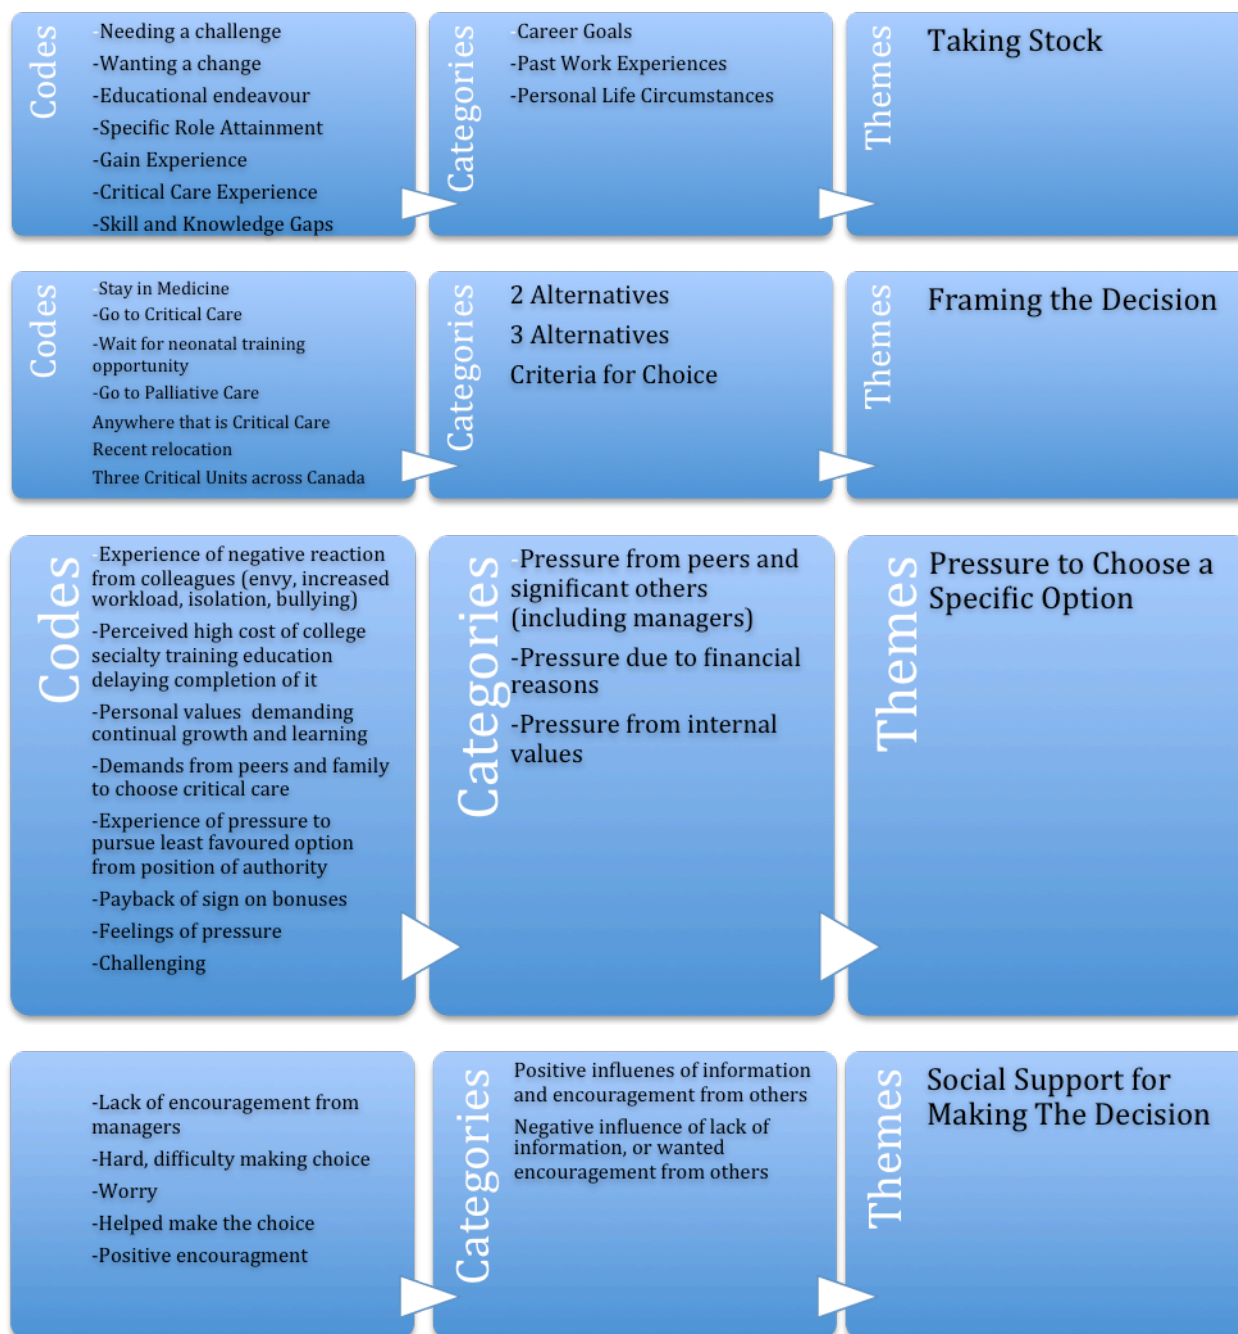 Codes
-Needing a challenge
-Wanting a change
-Educational endeavour
-Specific Role Attainment
-Gain Experience
-Critical Care Experience
-Skill and Knowledge Gaps
Categories
-Career Goals
-Past Work Experiences
-Personal Life Circumstances
Themes
Taking Stock
Codes
-Stay in Medicine
-Go to Critical Care
-Wait for neonatal training
opportunity
-Go to Palliative Care
Anywhere that is Critical Care
Recent relocation
Three Critical Units across Canada
Categories
2 Alternatives
3 Alternatives
Criteria for Choice
Themes
Framing the Decision
Codes
-Experience of negative reaction
from colleagues (envy, increased
workload, isolation, bullying)
-Perceived high cost of college
secialty training education
delaying completion of it
-Personal values demanding
continual growth and learning
-Demands from peers and family
to choose critical care
-Experience of pressure to
pursue least favoured option
from position of authority
-Payback of sign on bonuses
-Feelings of pressure
-Challenging
Categories
-Pressure from peers and
significant others
(including managers)
-Pressure due to financial
reasons
-Pressure from internal
values
Themes
Pressure to Choose a
Specific Option
-Lack of encouragement from
managers
-Hard, difficulty making choice
-Worry
-Helped make the choice
-Positive encouragment
Categories
Positive influenes of information
and encouragement from others
Negative influence of lack of
information, or wanted
encouragement from others
Themes
Social Support for
Making The Decision